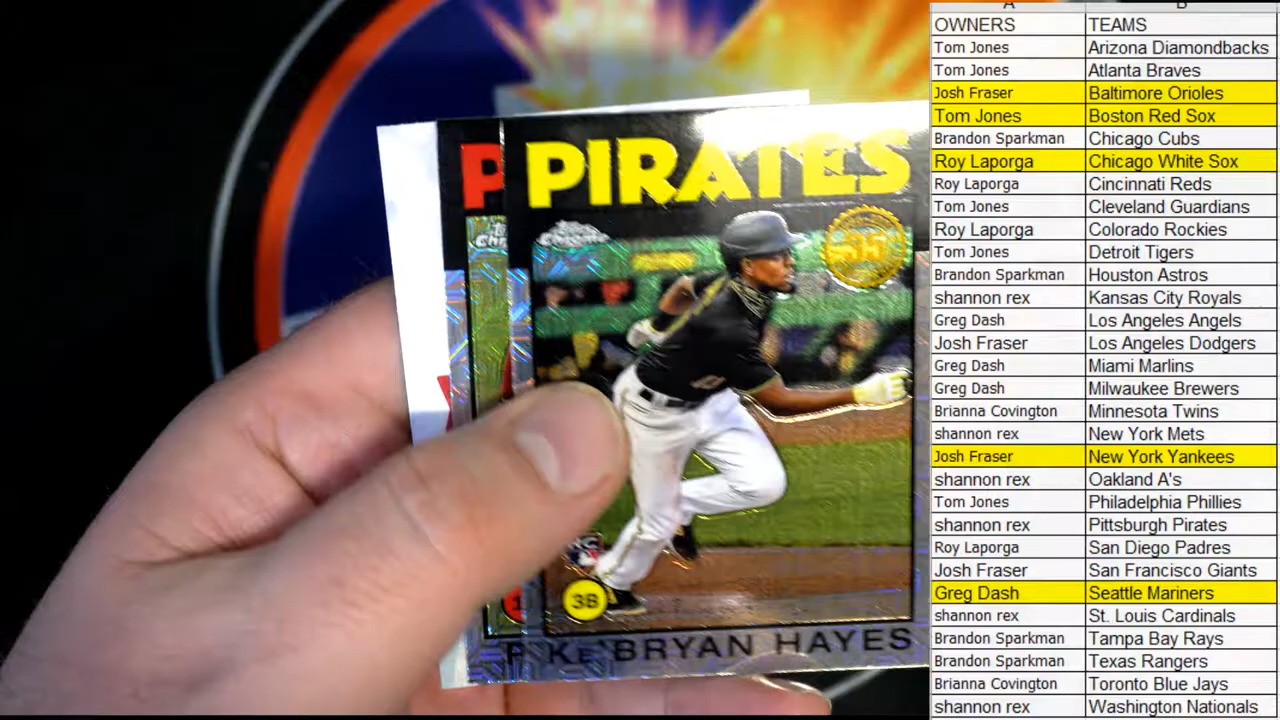 A B
OWNERS TEAMS
Tom Jones Arizona Diamondbacks
Tom Jones Atlanta Braves
Josh Fraser Baltimore Orioles
Tom Jones Boston Red Sox
Brandon Sparkman Chicago Cubs
Roy Laporga Chicago White Sox
Roy Laporga Cincinnati Reds
Tom Jones Cleveland Guardians
Roy Laporga Colorado Rockies
Tom Jones Detroit Tigers
Brandon Sparkman Houston Astros
shannon rex Kansas City Royals
Greg Dash Los Angeles Angels
Josh Fraser Los Angeles Dodgers
Greg Dash Miami Marlins
Greg Dash Milwaukee Brewers
Brianna Covington Minnesota Twins
shannon rex New York Mets
Josh Fraser New York Yankees
shannon rex Oakland A's
Tom Jones Philadelphia Phillies
shannon rex Pittsburgh Pirates
Roy Laporga San Diego Padres
Josh Fraser San Francisco Giants
Greg Dash Seattle Mariners
shannon rex St. Louis Cardinals
Brandon Sparkman Tampa Bay Rays
Brandon Sparkman Texas Rangers
Brianna Covington Toronto Blue Jays
shannon rex Washington Nationals
P PIRATES
Topps Chrome
35
RC
1 3B
P KE'BRYAN HAYES